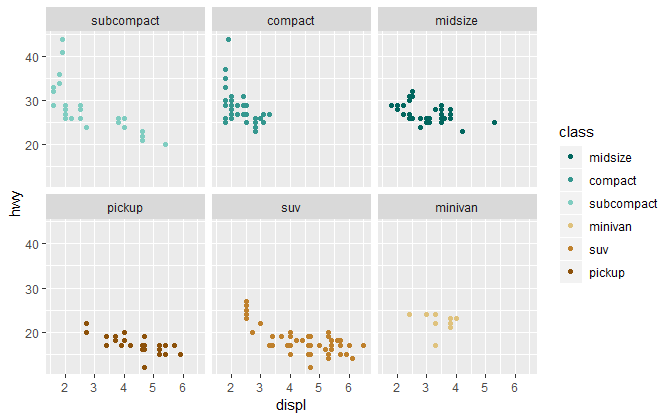 subcompact compact midsize
40
30
20
hwy
pickup suv minivan
40
30
20
2 3 4 5 6 2 3 4 5 6 2 3 4 5 6
displ
class
midsize
compact
subcompact
minivan
suv
pickup